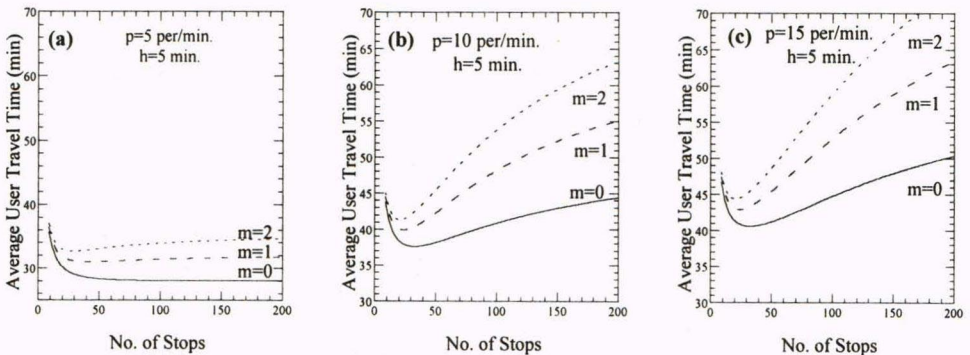 (a)
p=5 per/min.
h=5 min.
Average User Travel Time (min)
70
60
50
40
30
m=2
m=1
m=0
0
50
100
150
200
No. of Stops
(b)
p=10 per/min.
h=5 min.
Average User Travel Time (min)
70
65
60
55
50
45
40
35
30
m=2
m=1
m=0
0
50
100
150
200
No. of Stops
(c)
p=15 per/min.
h=5 min.
Average User Travel Time (min)
70
65
60
55
50
45
40
35
30
m=2
m=1
m=0
0
50
100
150
200
No. of Stops